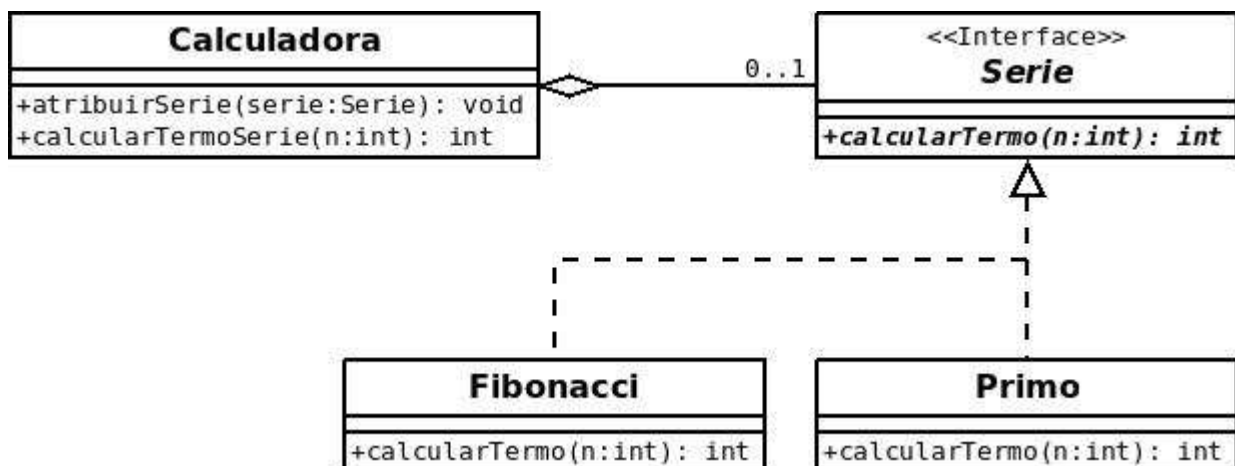 Calculadora
+atribuirSerie(serie:Serie): void
+calcularTermoSerie(n:int): int
0..1
<<Interface>>
Serie
+calcularTermo(n:int): int
Fibonacci
+calcularTermo(n:int): int
Primo
+calcularTermo(n:int): int